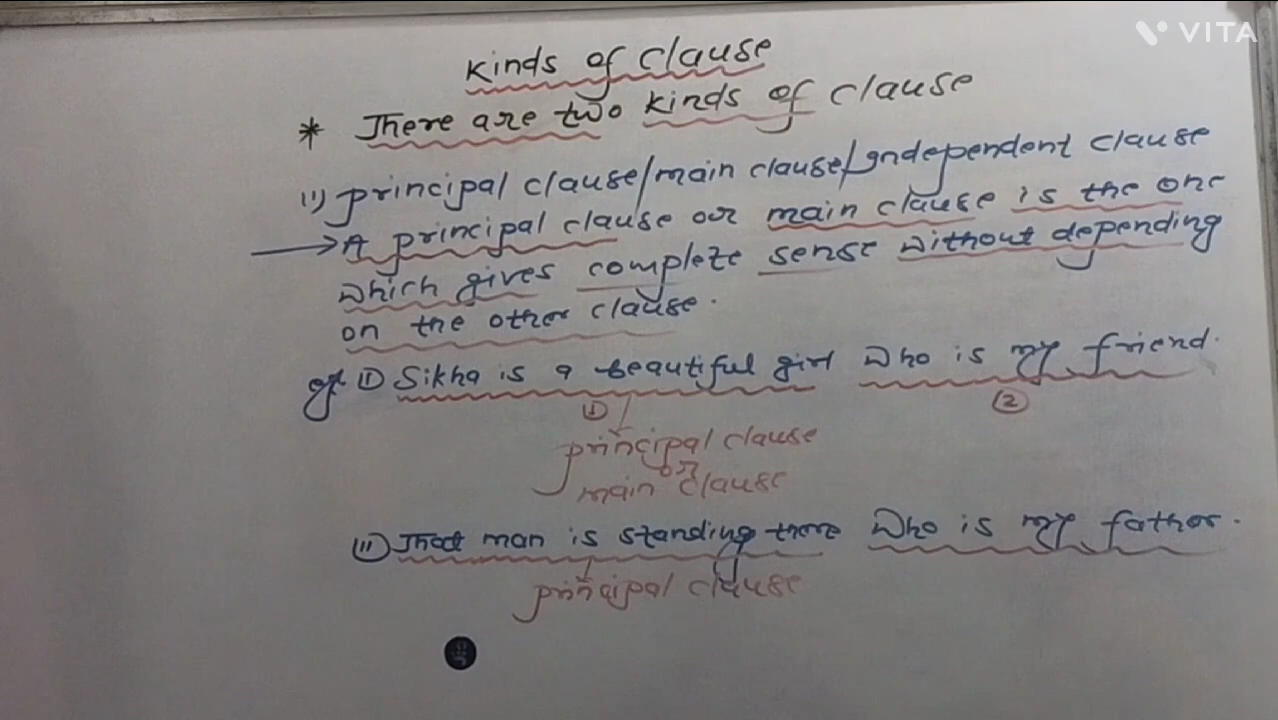 VITA
Kinds of clause
* There are two kinds of clause
(i) principal clause/main clause/Independent clause
→ A principal clause or main clause is the one
which gives complete sense without depending
on the other clause.
eg. (i) Sikha is a beautiful girl who is my friend.
(1) (2)
principal clause
or
main clause
(ii) That man is standing there who is my father.
principal clause